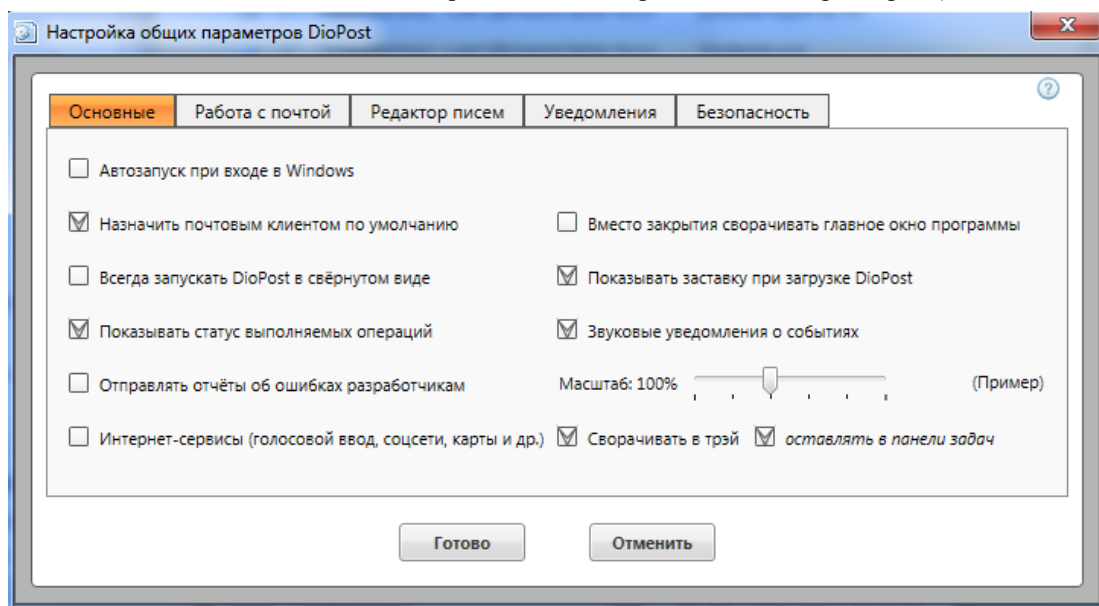 Настройка общих параметров DioPost
Основные Работа с почтой Редактор писем Уведомления Безопасность
Автозапуск при входе в Windows
Назначить почтовым клиентом по умолчанию Вместо закрытия сворачивать главное окно программы
Всегда запускать DioPost в свёрнутом виде Показывать заставку при загрузке DioPost
Показывать статус выполняемых операций Звуковые уведомления о событиях
Отправлять отчёты об ошибках разработчикам Масштаб: 100% (Пример)
Интернет-сервисы (голосовой ввод, соцсети, карты и др.) Сворачивать в трэй оставлять в панели задач
Готово Отменить